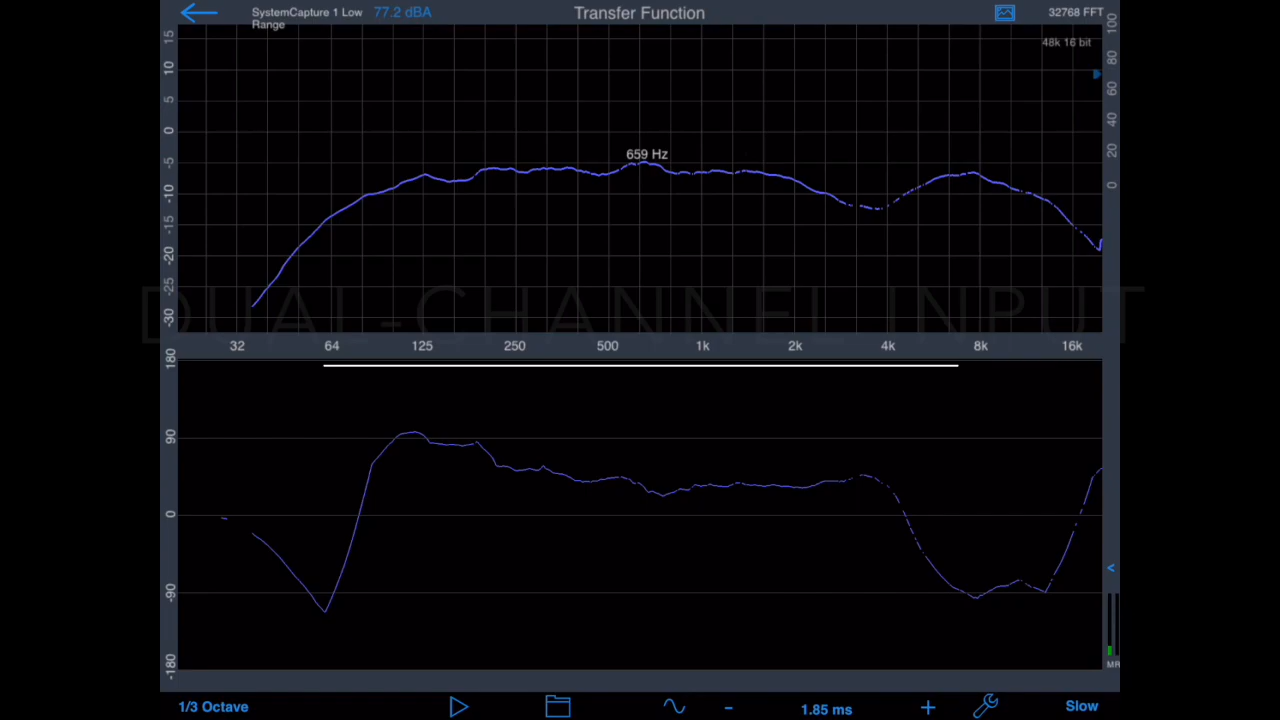 SystemCapture 1 Low 77.2 dBA Transfer Function 32768 FFT
Range
48k 16 bit
15
10
5
0
-5
-10
-15
-20
-25
-30
100
80
60
40
20
0
659 Hz
DUAL-CHANNEL INPUT
32 64 125 250 500 1k 2k 4k 8k 16k
180
90
0
-90
-180
<
MR
1/3 Octave - 1.85 ms + Slow